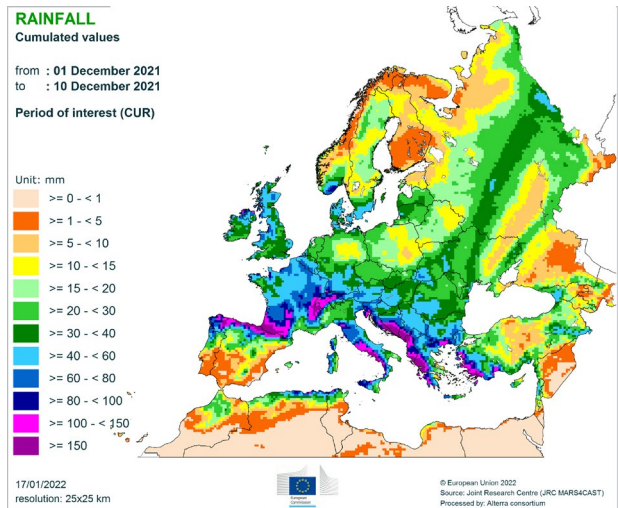 RAINFALL
Cumulated values
from : 01 December 2021
to : 10 December 2021
Period of interest (CUR)
Unit: mm
>= 0 - < 1
>= 1 - < 5
>= 5 - < 10
>= 10 - < 15
>= 15 - < 20
>= 20 - < 30
>= 30 - < 40
>= 40 - < 60
>= 60 - < 80
>= 80 - < 100
>= 100 - < 150
>= 150
17/01/2022
resolution: 25x25 km
European
Commission
© European Union 2022
Source: Joint Research Centre (JRC MARS4CAST)
Processed by: Alterra consortium